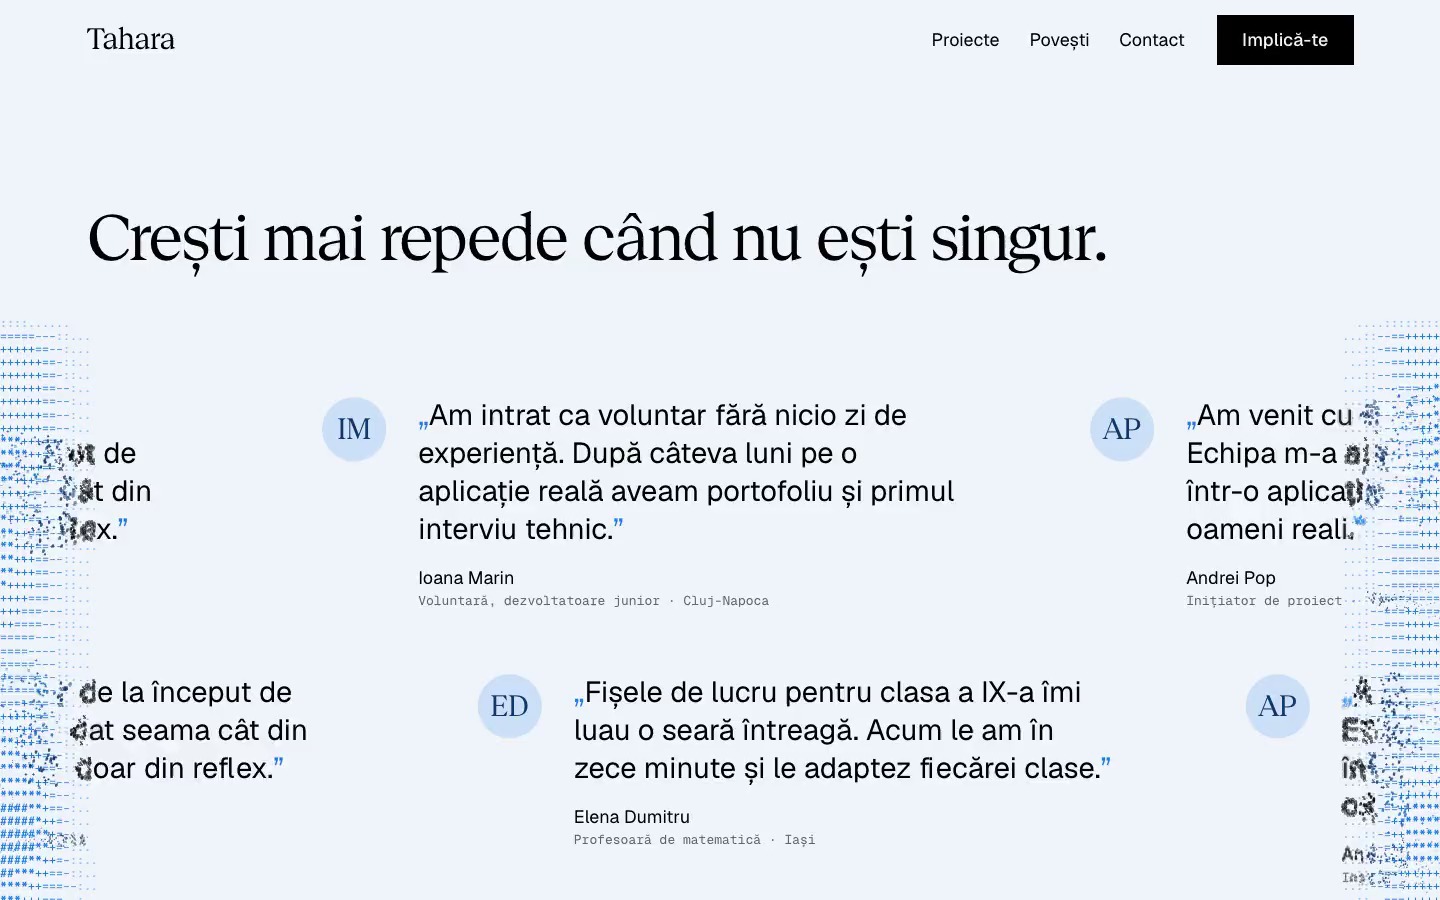 Tahara
Proiecte Povești Contact Implică-te
Crești mai repede când nu ești singur.
de
t din
x.”
IM
„Am intrat ca voluntar fără nicio zi de
experiență. După câteva luni pe o
aplicație reală aveam portofoliu și primul
interviu tehnic.”
Ioana Marin
Voluntară, dezvoltatoare junior · Cluj-Napoca
AP
„Am venit cu
Echipa m-a
într-o aplica
oameni reali.
Andrei Pop
Inițiator de proiect
de la început de
dat seama cât din
doar din reflex.”
ED
„Fișele de lucru pentru clasa a IX-a îmi
luau o seară întreagă. Acum le am în
zece minute și le adaptez fiecărei clase.”
Elena Dumitru
Profesoară de matematică · Iași
AP